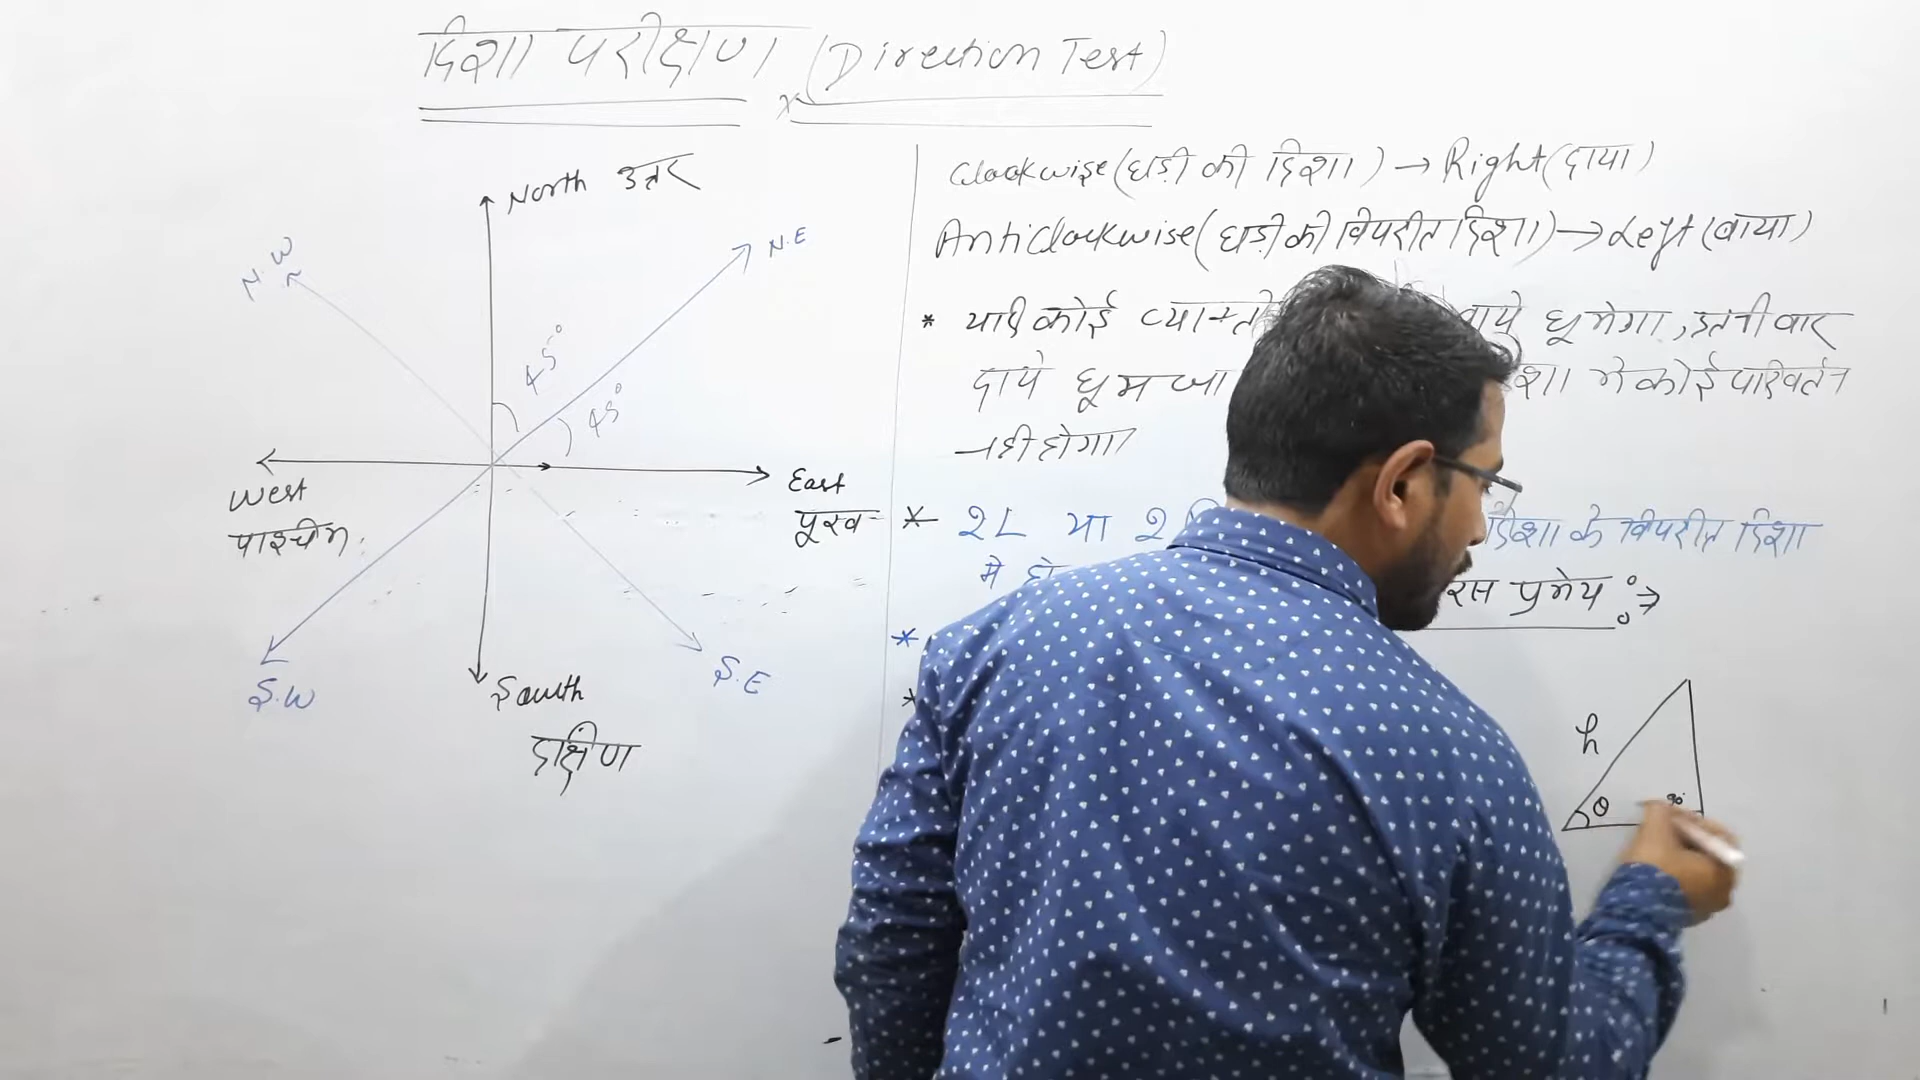 दिशा परीक्षण (Direction Test)
North उत्तर
N.W
N.E
45°
45°
West
पश्चिम
East
पूरब
S.W
South
दक्षिण
S.E
Clockwise (घड़ी की दिशा) → Right (दाया)
Anticlockwise (घड़ी की विपरीत दिशा) → Left (बाया)
* यदि कोई बाये घूमेगा, उतनी बार
दाये घूम जा में कोई परिवर्तन
नही होगा
* 2L या 2 दिशा के विपरीत दिशा
मे
* रस प्रमेय :→
*
h
θ 90°